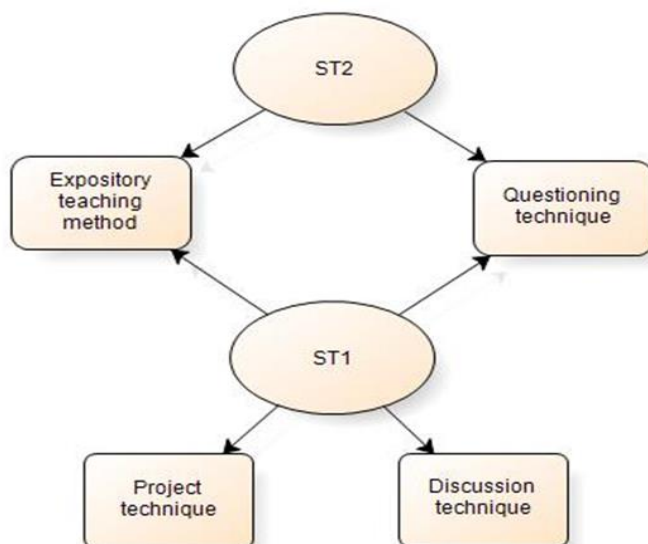 ST2
Expository
teaching
method
Questioning
technique
ST1
Project
technique
Discussion
technique